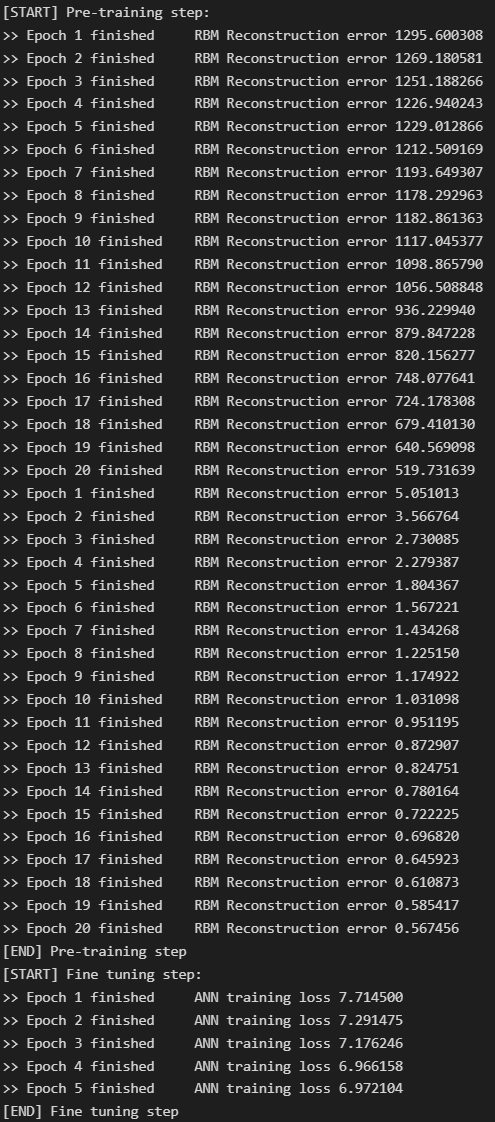 [START] Pre-training step:
>> Epoch 1 finished     RBM Reconstruction error 1295.600308
>> Epoch 2 finished     RBM Reconstruction error 1269.180581
>> Epoch 3 finished     RBM Reconstruction error 1251.188266
>> Epoch 4 finished     RBM Reconstruction error 1226.940243
>> Epoch 5 finished     RBM Reconstruction error 1229.012866
>> Epoch 6 finished     RBM Reconstruction error 1212.509169
>> Epoch 7 finished     RBM Reconstruction error 1193.649307
>> Epoch 8 finished     RBM Reconstruction error 1178.292963
>> Epoch 9 finished     RBM Reconstruction error 1182.861363
>> Epoch 10 finished    RBM Reconstruction error 1117.045377
>> Epoch 11 finished    RBM Reconstruction error 1098.865790
>> Epoch 12 finished    RBM Reconstruction error 1056.508848
>> Epoch 13 finished    RBM Reconstruction error 936.229940
>> Epoch 14 finished    RBM Reconstruction error 879.847228
>> Epoch 15 finished    RBM Reconstruction error 820.156277
>> Epoch 16 finished    RBM Reconstruction error 748.077641
>> Epoch 17 finished    RBM Reconstruction error 724.178308
>> Epoch 18 finished    RBM Reconstruction error 679.410130
>> Epoch 19 finished    RBM Reconstruction error 640.569098
>> Epoch 20 finished    RBM Reconstruction error 519.731639
>> Epoch 1 finished     RBM Reconstruction error 5.051013
>> Epoch 2 finished     RBM Reconstruction error 3.566764
>> Epoch 3 finished     RBM Reconstruction error 2.730085
>> Epoch 4 finished     RBM Reconstruction error 2.279387
>> Epoch 5 finished     RBM Reconstruction error 1.804367
>> Epoch 6 finished     RBM Reconstruction error 1.567221
>> Epoch 7 finished     RBM Reconstruction error 1.434268
>> Epoch 8 finished     RBM Reconstruction error 1.225150
>> Epoch 9 finished     RBM Reconstruction error 1.174922
>> Epoch 10 finished    RBM Reconstruction error 1.031098
>> Epoch 11 finished    RBM Reconstruction error 0.951195
>> Epoch 12 finished    RBM Reconstruction error 0.872907
>> Epoch 13 finished    RBM Reconstruction error 0.824751
>> Epoch 14 finished    RBM Reconstruction error 0.780164
>> Epoch 15 finished    RBM Reconstruction error 0.722225
>> Epoch 16 finished    RBM Reconstruction error 0.696820
>> Epoch 17 finished    RBM Reconstruction error 0.645923
>> Epoch 18 finished    RBM Reconstruction error 0.610873
>> Epoch 19 finished    RBM Reconstruction error 0.585417
>> Epoch 20 finished    RBM Reconstruction error 0.567456
[END] Pre-training step
[START] Fine tuning step:
>> Epoch 1 finished     ANN training loss 7.714500
>> Epoch 2 finished     ANN training loss 7.291475
>> Epoch 3 finished     ANN training loss 7.176246
>> Epoch 4 finished     ANN training loss 6.966158
>> Epoch 5 finished     ANN training loss 6.972104
[END] Fine tuning step